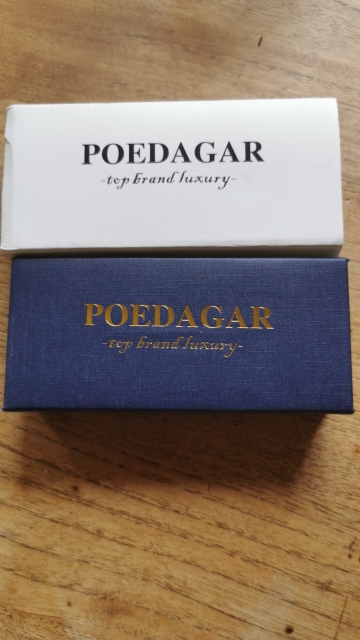 POEDAGAR
-top brand luxury-
POEDAGAR
-top brand luxury-